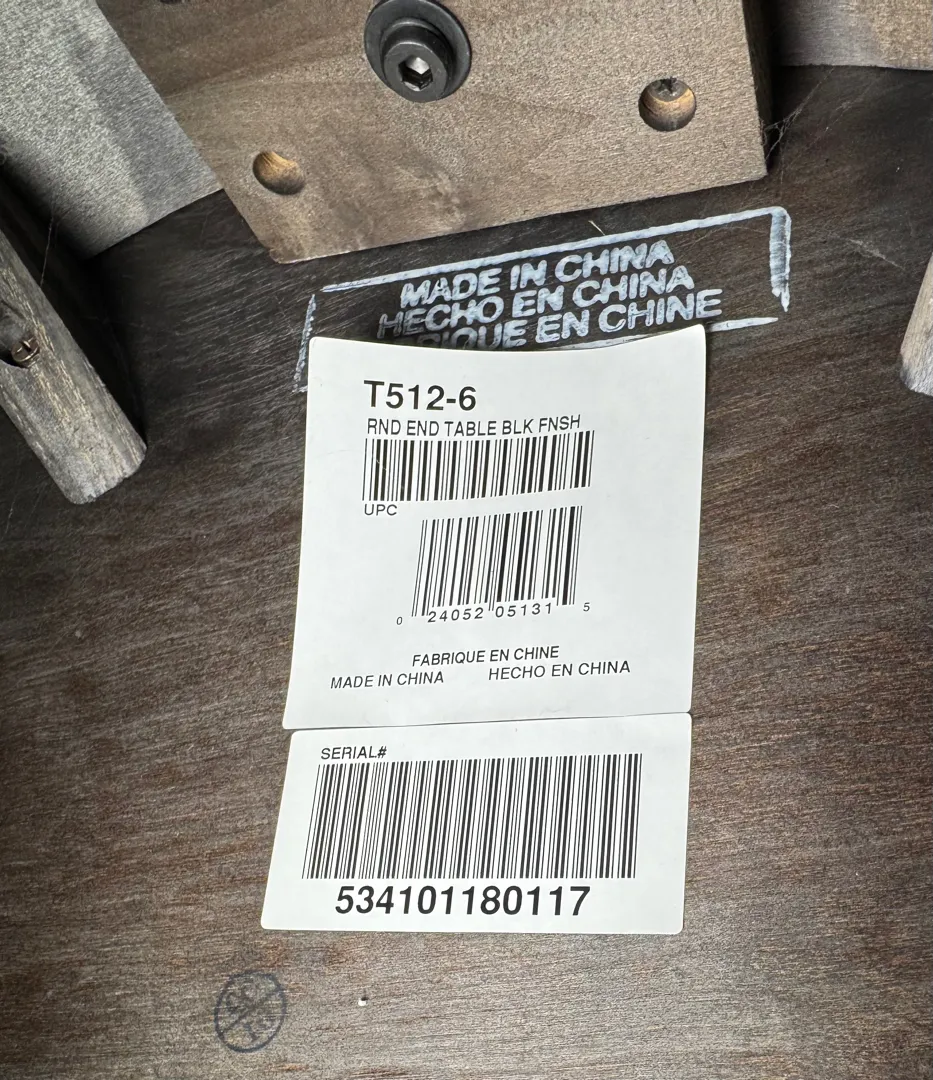 MADE IN CHINA
HECHO EN CHINA
EN CHINE
T512-6
RND END TABLE BLK FNSH
UPC
0 24052 05131 5
FABRIQUE EN CHINE
MADE IN CHINA HECHO EN CHINA
SERIAL#
534101180117